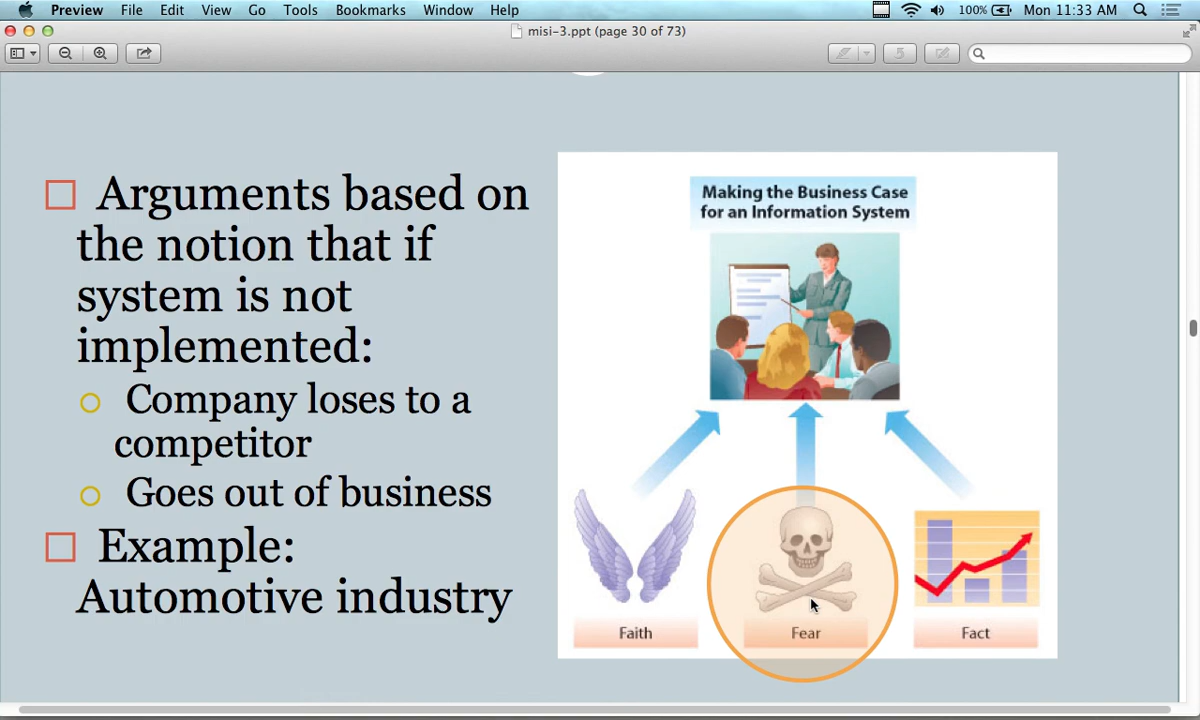 Preview File Edit View Go Tools Bookmarks Window Help 100% Mon 11:33 AM
misi-3.ppt (page 30 of 73)
Arguments based on
the notion that if
system is not
implemented:
Company loses to a
competitor
Goes out of business
Example:
Automotive industry
Making the Business Case
for an Information System
Faith
Fear
Fact